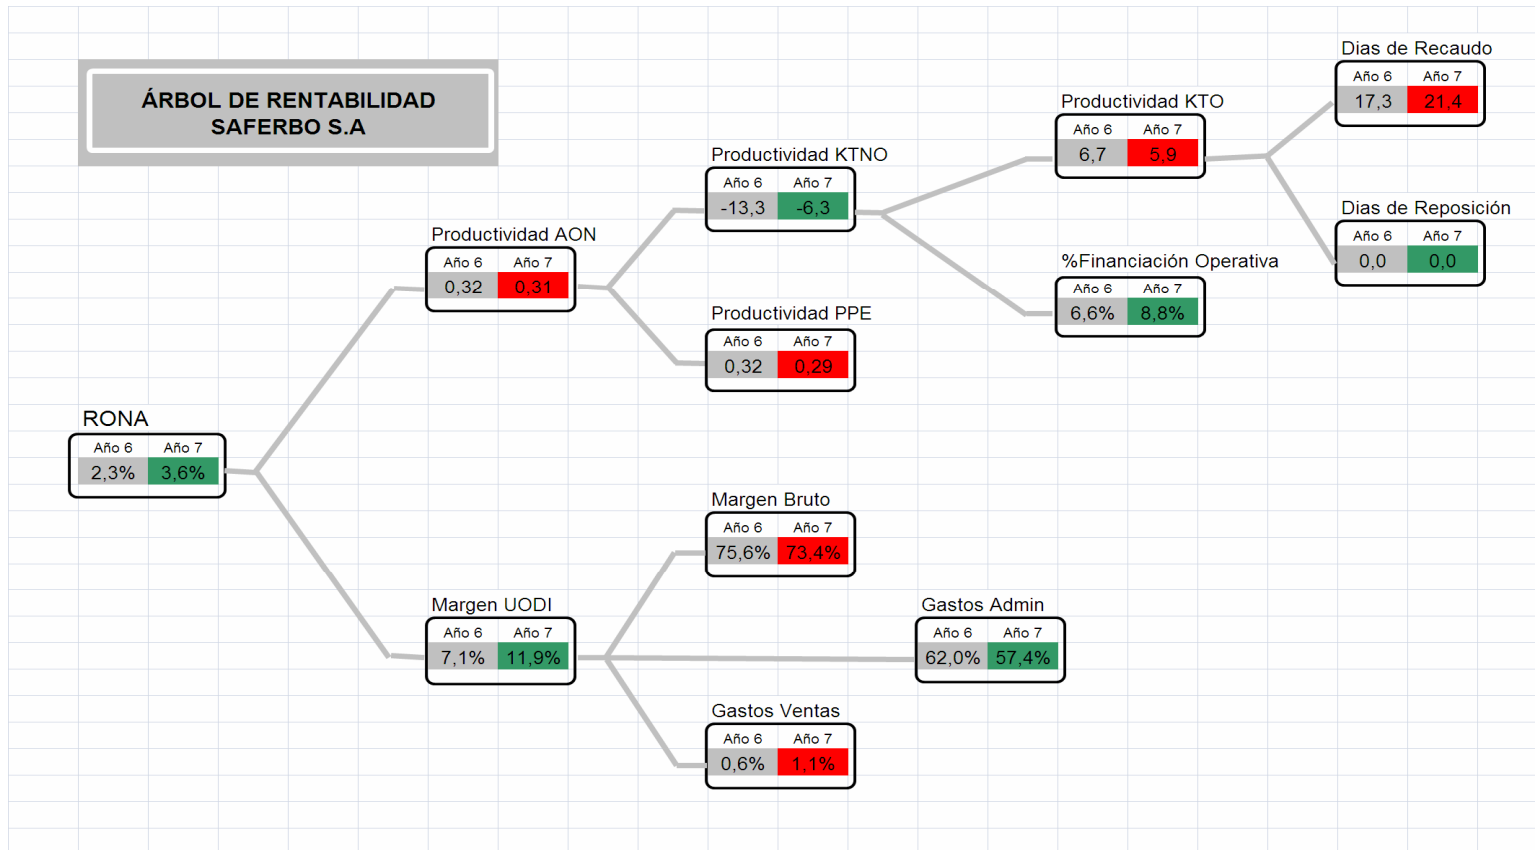 ÁRBOL DE RENTABILIDAD
SAFERBO S.A
Dias de Recaudo
Año 6 Año 7
17,3 21,4
Productividad KTO
Año 6 Año 7
6,7 5,9
Productividad KTNO
Año 6 Año 7
-13,3 -6,3
Dias de Reposición
Año 6 Año 7
0,0 0,0
Productividad AON
Año 6 Año 7
0,32 0,31
%Financiación Operativa
Año 6 Año 7
6,6% 8,8%
Productividad PPE
Año 6 Año 7
0,32 0,29
RONA
Año 6 Año 7
2,3% 3,6%
Margen Bruto
Año 6 Año 7
75,6% 73,4%
Margen UODI
Año 6 Año 7
7,1% 11,9%
Gastos Admin
Año 6 Año 7
62,0% 57,4%
Gastos Ventas
Año 6 Año 7
0,6% 1,1%